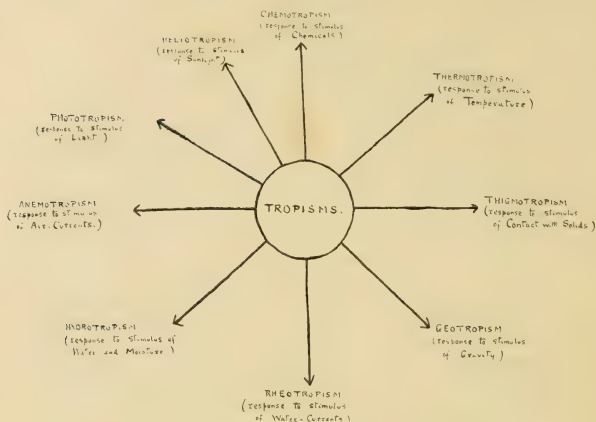 CHEMOTROPISM
(response to stimulus
of Chemicals)
HELIOTROPISM
(response to stimulus
of Sunlight)
THERMOTROPISM
(response to stimulus
of Temperature)
PHOTOTROPISM
(response to stimulus
of Light)
ANEMOTROPISM
(response to stimulus
of Air-Currents.)
TROPISMS.
THIGMOTROPISM
(response to stimulus
of Contact with Solids)
HYDROTROPISM
(response to stimulus of
Water and Moisture)
GEOTROPISM
(response to stimulus
of Gravity)
RHEOTROPISM
(response to stimulus
of Water-Currents)